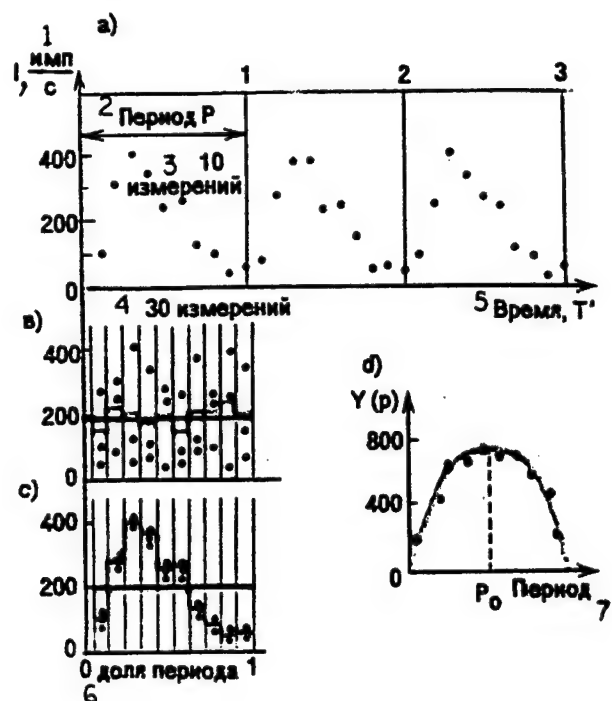 а)
1
I, имп/с
1 2 3
2 Период P
400
3 10
измерений
200
0
4 30 измерений
5 Время, T'
в)
400
200
0
с)
400
200
0
0 доля периода 1
6
d)
Y (p)
800
400
0
P₀ Период
7